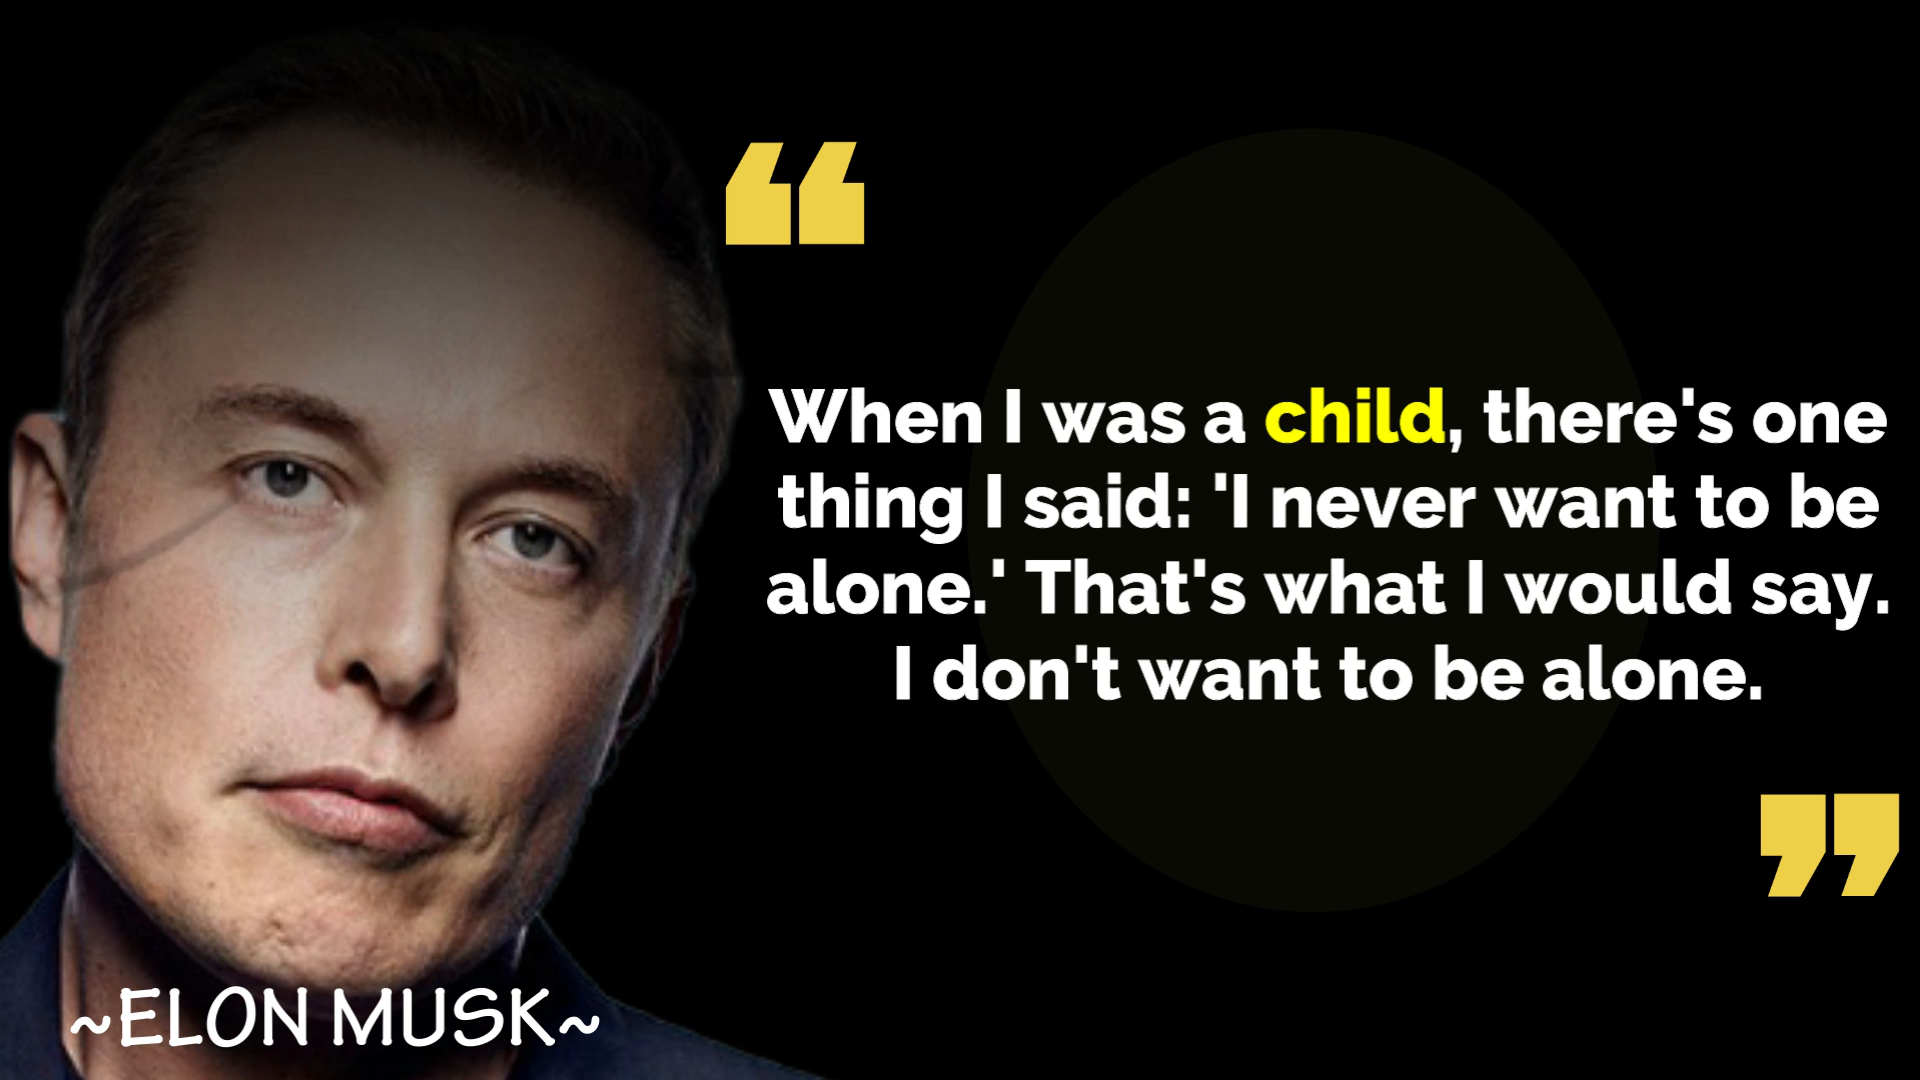 “
When I was a child, there's one
thing I said: 'I never want to be
alone.' That's what I would say.
I don't want to be alone.
”
~ELON MUSK~